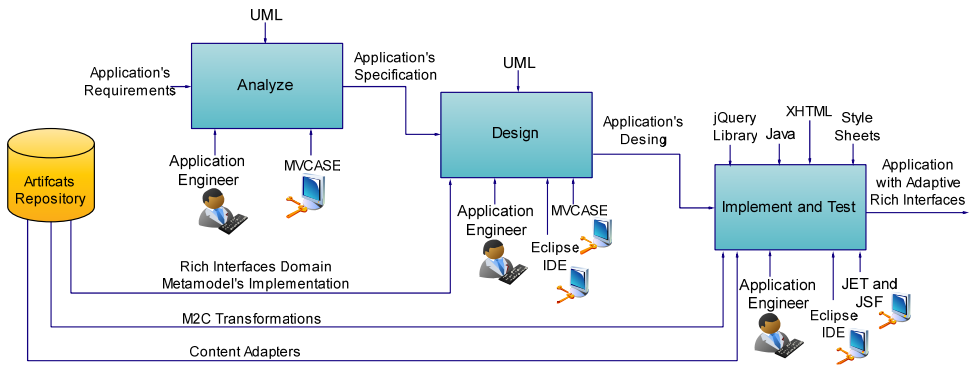 UML
Application's
Requirements
Analyze
Application's
Specification
Application
Engineer
MVCASE
Artifcats
Repository
UML
Design
Application's
Desing
Application
Engineer
Eclipse
IDE
MVCASE
jQuery
Library
Java
XHTML
Style
Sheets
Implement and Test
Application
with Adaptive
Rich Interfaces
Application
Engineer
Eclipse
IDE
JET and
JSF
Rich Interfaces Domain
Metamodel's Implementation
M2C Transformations
Content Adapters